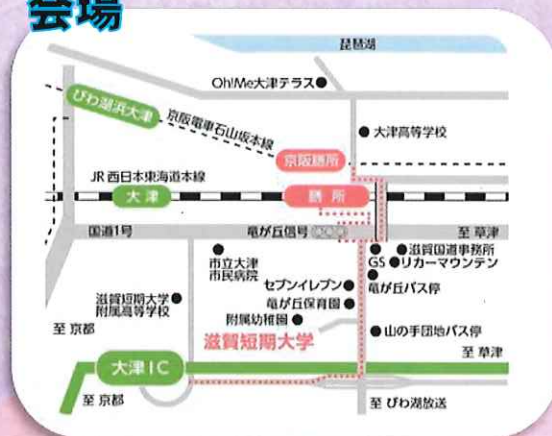 会場
琵琶湖
Oh!Me大津テラス
びわ湖浜大津
京阪電車石山坂本線
大津高等学校
京阪膳所
JR西日本東海道本線
大津
膳所
国道1号
竜が丘信号
至 草津
市立大津
市民病院
滋賀国道事務所
GS
リカーマウンテン
セブンイレブン
竜が丘バス停
竜が丘保育園
滋賀短期大学
附属高等学校
附属幼稚園
山の手団地バス停
至 京都
滋賀短期大学
至 草津
大津IC
至 京都
至 びわ湖放送